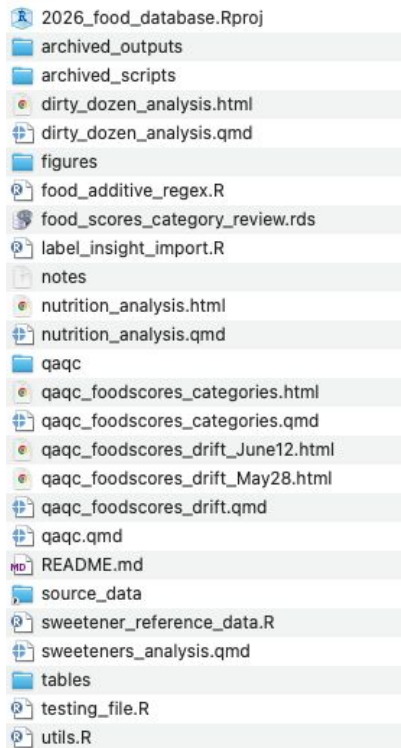 2026_food_database.Rproj
archived_outputs
archived_scripts
dirty_dozen_analysis.html
dirty_dozen_analysis.qmd
figures
food_additive_regex.R
food_scores_category_review.rds
label_insight_import.R
notes
nutrition_analysis.html
nutrition_analysis.qmd
qaqc
qaqc_foodscores_categories.html
qaqc_foodscores_categories.qmd
qaqc_foodscores_drift_June12.html
qaqc_foodscores_drift_May28.html
qaqc_foodscores_drift.qmd
qaqc.qmd
MD README.md
source_data
sweetener_reference_data.R
sweeteners_analysis.qmd
tables
testing_file.R
utils.R